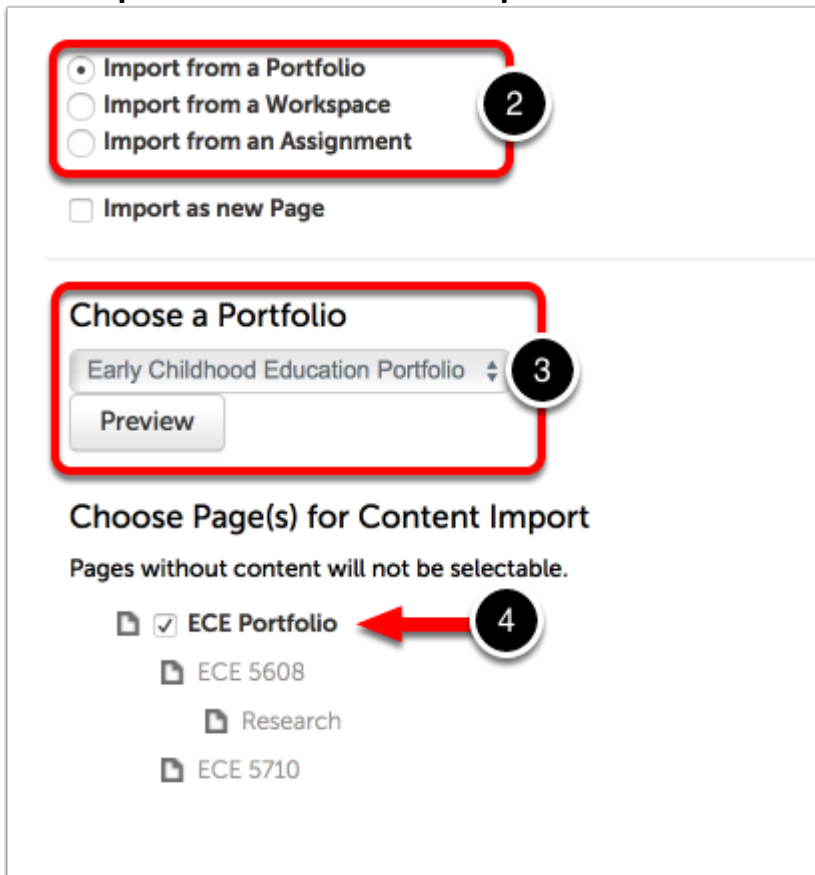 Import from a Portfolio
Import from a Workspace
2
Import from an Assignment
Import as new Page
Choose a Portfolio
Early Childhood Education Portfolio
3
Preview
Choose Page(s) for Content Import
Pages without content will not be selectable.
ECE Portfolio
4
ECE 5608
Research
ECE 5710